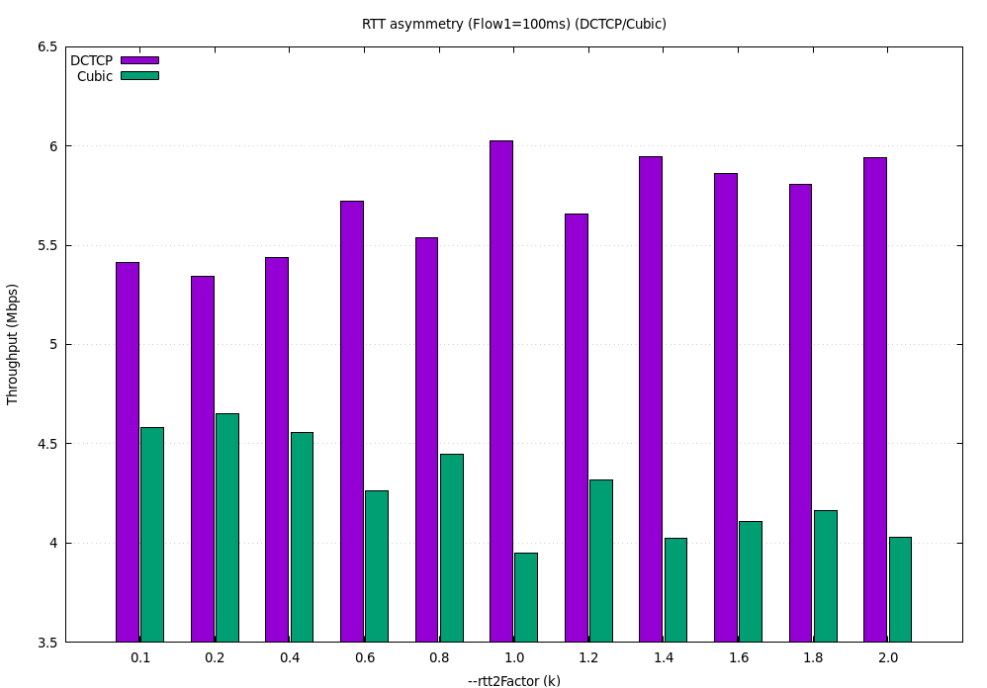 RTT asymmetry (Flow1=100ms) (DCTCP/Cubic)
DCTCP
Cubic
6.5
6
5.5
5
4.5
4
3.5
Throughput (Mbps)
0.1 0.2 0.4 0.6 0.8 1.0 1.2 1.4 1.6 1.8 2.0
--rtt2Factor (k)